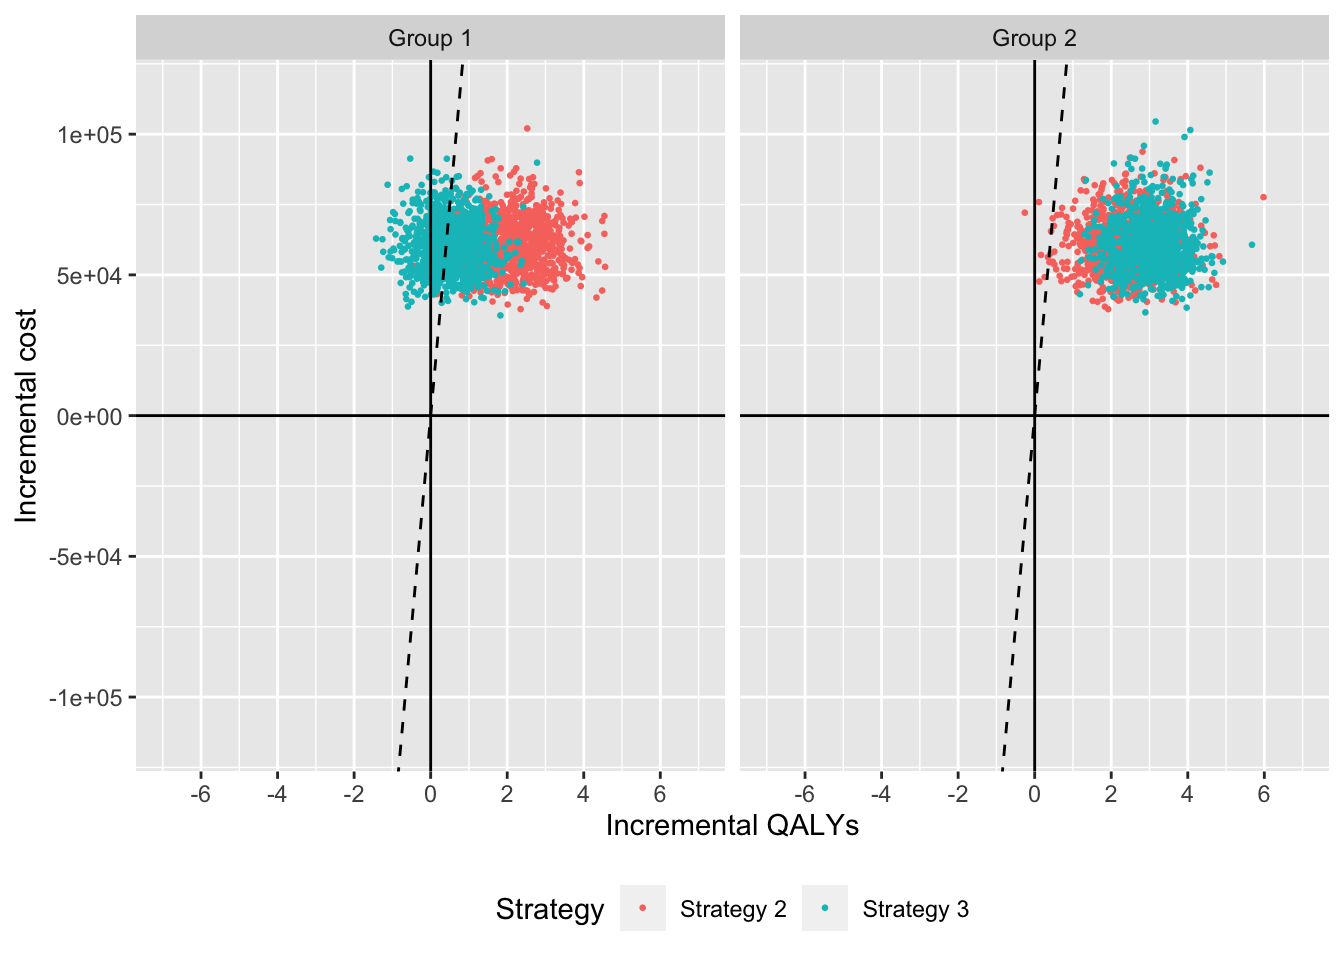 Group 1
Group 2
Incremental cost
1e+05
5e+04
0e+00
-5e+04
-1e+05
-6 -4 -2 0 2 4 6
-6 -4 -2 0 2 4 6
Incremental QALYs
Strategy Strategy 2 Strategy 3